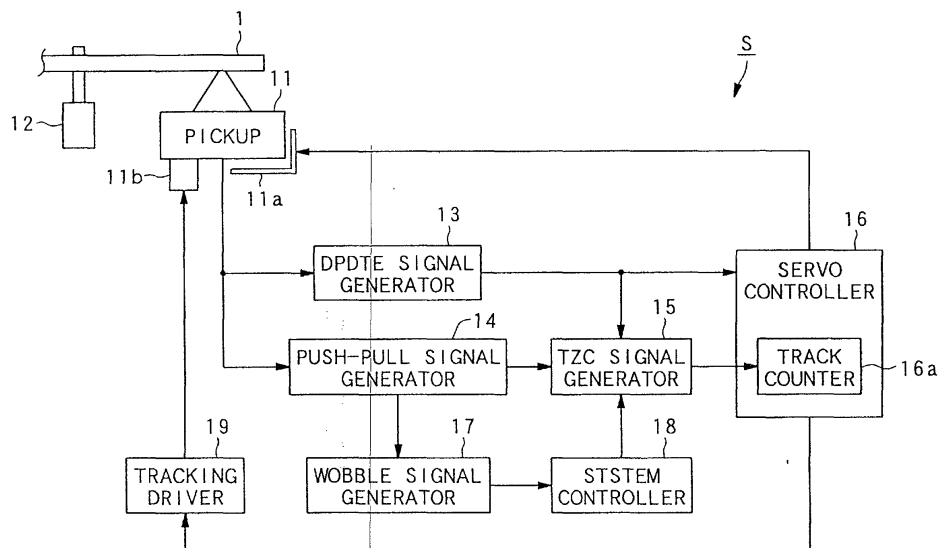 1
S
11
12
PICKUP
11b
11a
13
16
DPDTE SIGNAL
GENERATOR
SERVO
CONTROLLER
14
15
PUSH-PULL SIGNAL
GENERATOR
TZC SIGNAL
GENERATOR
TRACK
COUNTER
16a
19
17
18
TRACKING
DRIVER
WOBBLE SIGNAL
GENERATOR
STSTEM
CONTROLLER